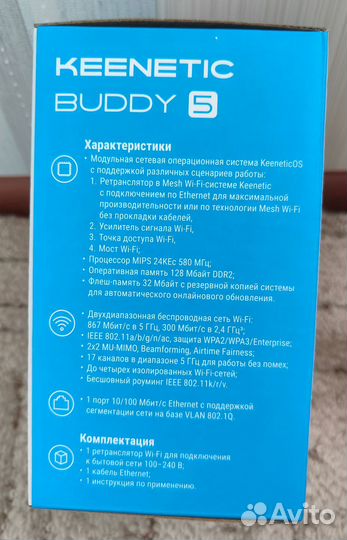 KEENETIC
BUDDY 5
Характеристики
• Модульная сетевая операционная система KeeneticOS
с поддержкой различных сценариев работы:
1. Ретранслятор в Mesh Wi-Fi-системе Keenetic
с подключением по Ethernet для максимальной
производительности или по технологии Mesh Wi-Fi
без прокладки кабелей,
2. Усилитель сигнала Wi-Fi,
3. Точка доступа Wi-Fi,
4. Мост Wi-Fi;
• Процессор MIPS 24KEc 580 МГц;
• Оперативная память 128 Мбайт DDR2;
• Флеш-память 32 Мбайт с резервной копией системы
для автоматического онлайнового обновления.
• Двухдиапазонная беспроводная сеть Wi-Fi:
867 Мбит/с в 5 ГГц, 300 Мбит/с в 2,4 ГГц³;
• IEEE 802.11a/b/g/n/ac, защита WPA2/WPA3/Enterprise;
• 2x2 MU-MIMO, Beamforming, Airtime Fairness;
• 17 каналов в диапазоне 5 ГГц для работы без помех;
• До четырех изолированных Wi-Fi-сетей;
• Бесшовный роуминг IEEE 802.11k/r/v.
• 1 порт 10/100 Мбит/с Ethernet с поддержкой
сегментации сети на базе VLAN 802.1Q.
Комплектация
• 1 ретранслятор Wi-Fi для подключения
к бытовой сети 100–240 В;
• 1 кабель Ethernet;
• 1 инструкция по применению.
Avito